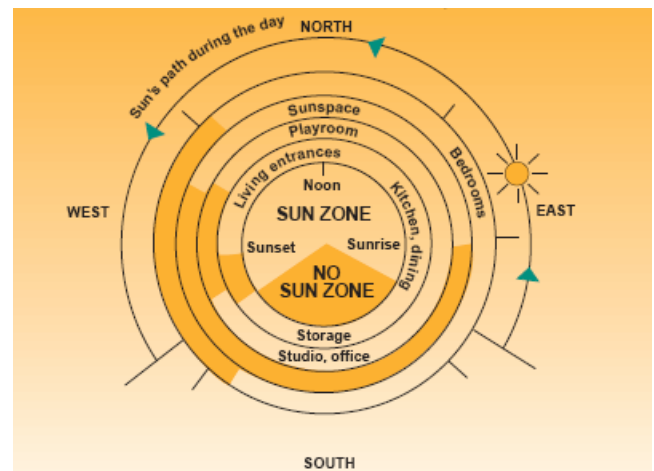 NORTH
Sun's path during the day
Sunspace
Playroom
Living entrances
Bedrooms
Noon
Kitchen, dining
WEST
SUN ZONE
EAST
Sunset
Sunrise
NO
SUN ZONE
Storage
Studio, office
SOUTH